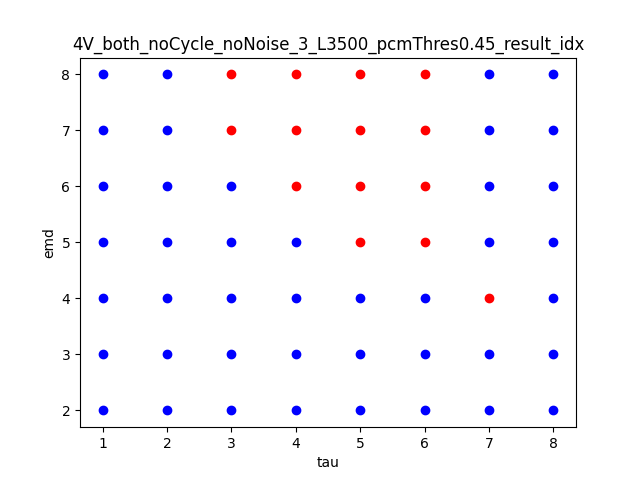 4V_both_noCycle_noNoise_3_L3500_pcmThres0.45_result_idx
8
7
6
5
4
3
2
emd
1 2 3 4 5 6 7 8
tau